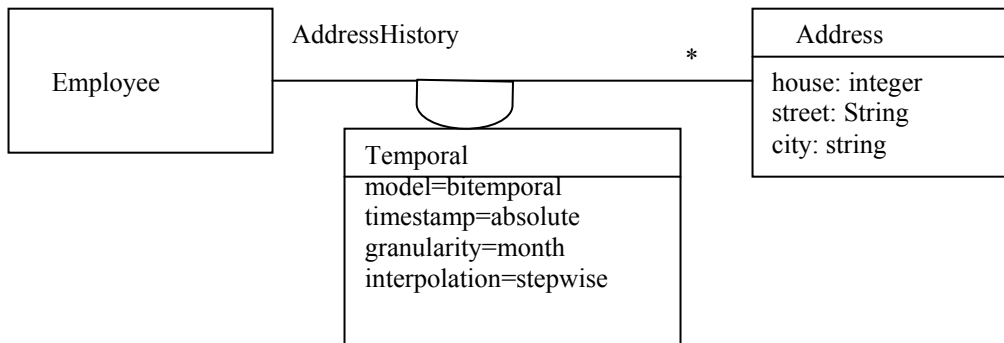 AddressHistory
*
Employee
Address
house: integer
street: String
city: string
Temporal
model=bitemporal
timestamp=absolute
granularity=month
interpolation=stepwise